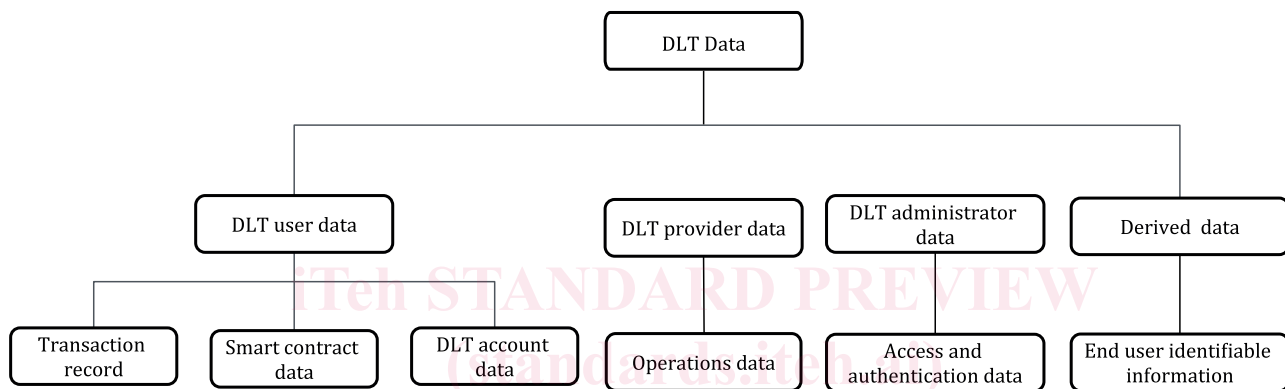 DLT Data
DLT user data
DLT provider data
DLT administrator
data
Derived data
iTeh STANDARD PREVIEW
Transaction
record
Smart contract
data
DLT account
data
Operations data
Access and
authentication data
End user identifiable
information
(standards.iteh.ai)